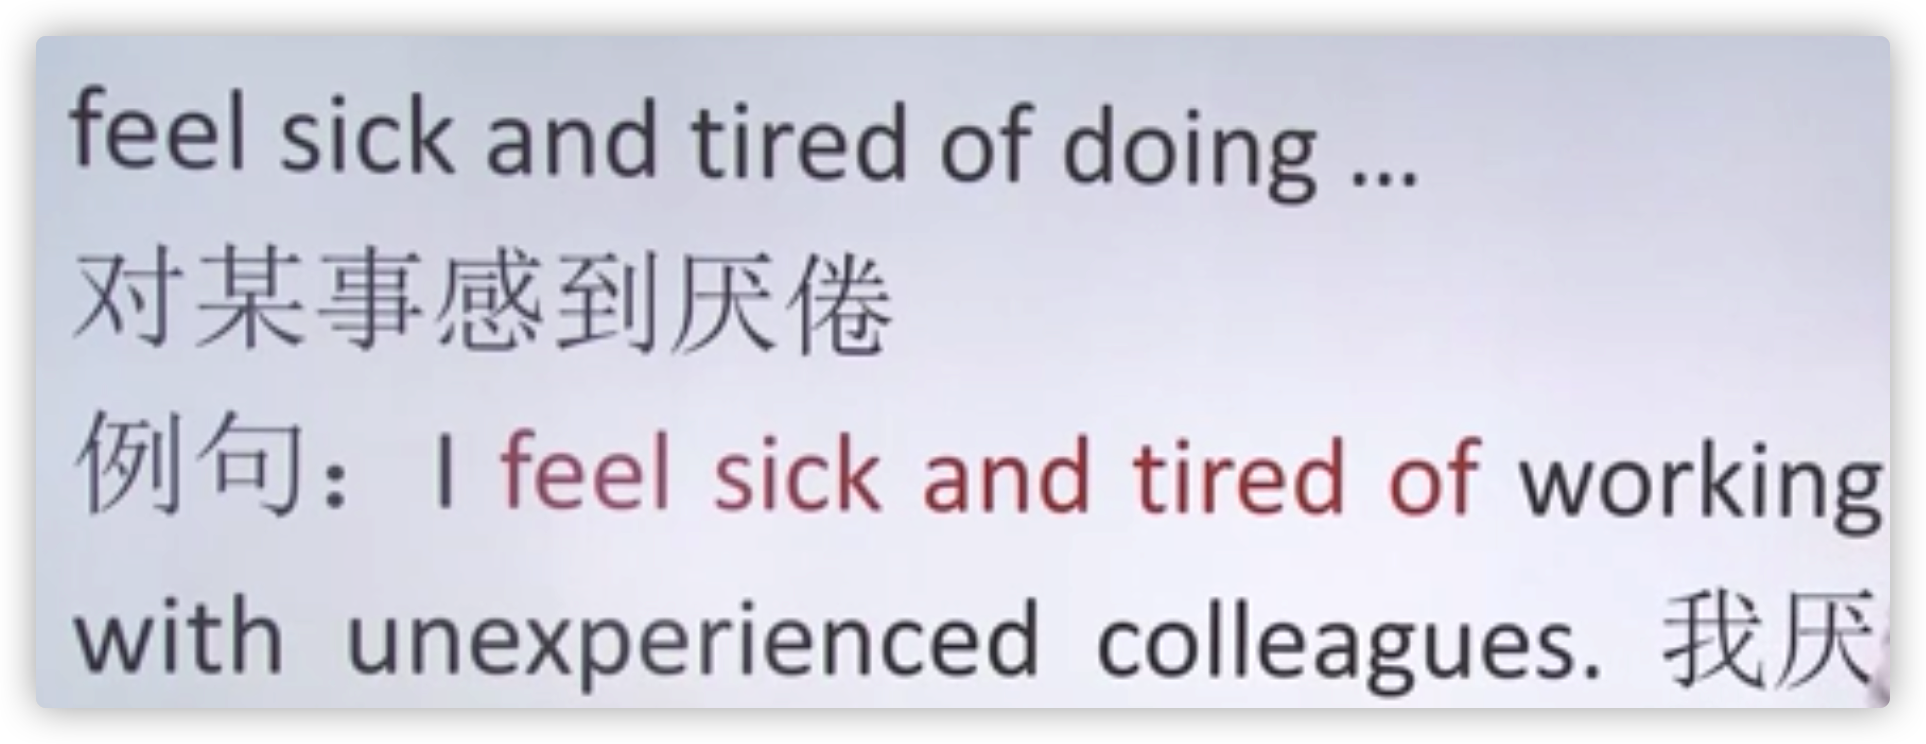 feel sick and tired of doing ...
对某事感到厌倦
例句：I feel sick and tired of working
with unexperienced colleagues. 我厌